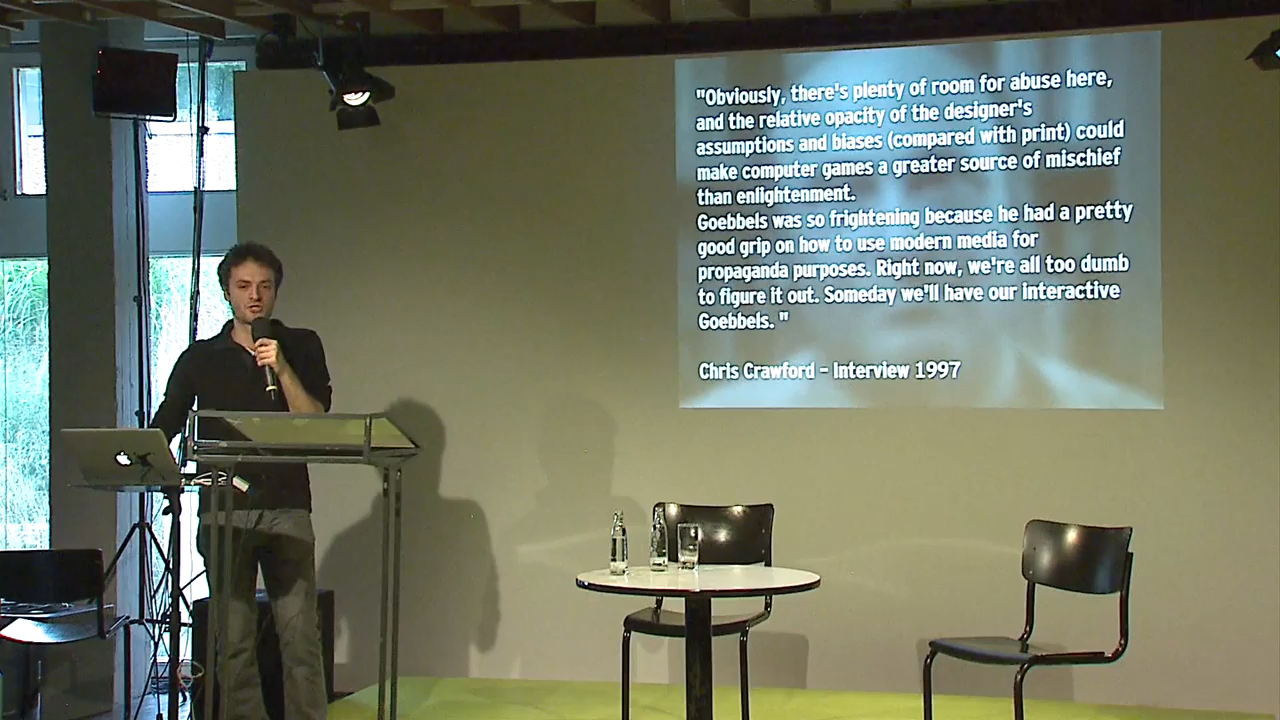 "Obviously, there's plenty of room for abuse here,
and the relative opacity of the designer's
assumptions and biases (compared with print) could
make computer games a greater source of mischief
than enlightenment.
Goebbels was so frightening because he had a pretty
good grip on how to use modern media for
propaganda purposes. Right now, we're all too dumb
to figure it out. Someday we'll have our interactive
Goebbels. "
Chris Crawford - Interview 1997